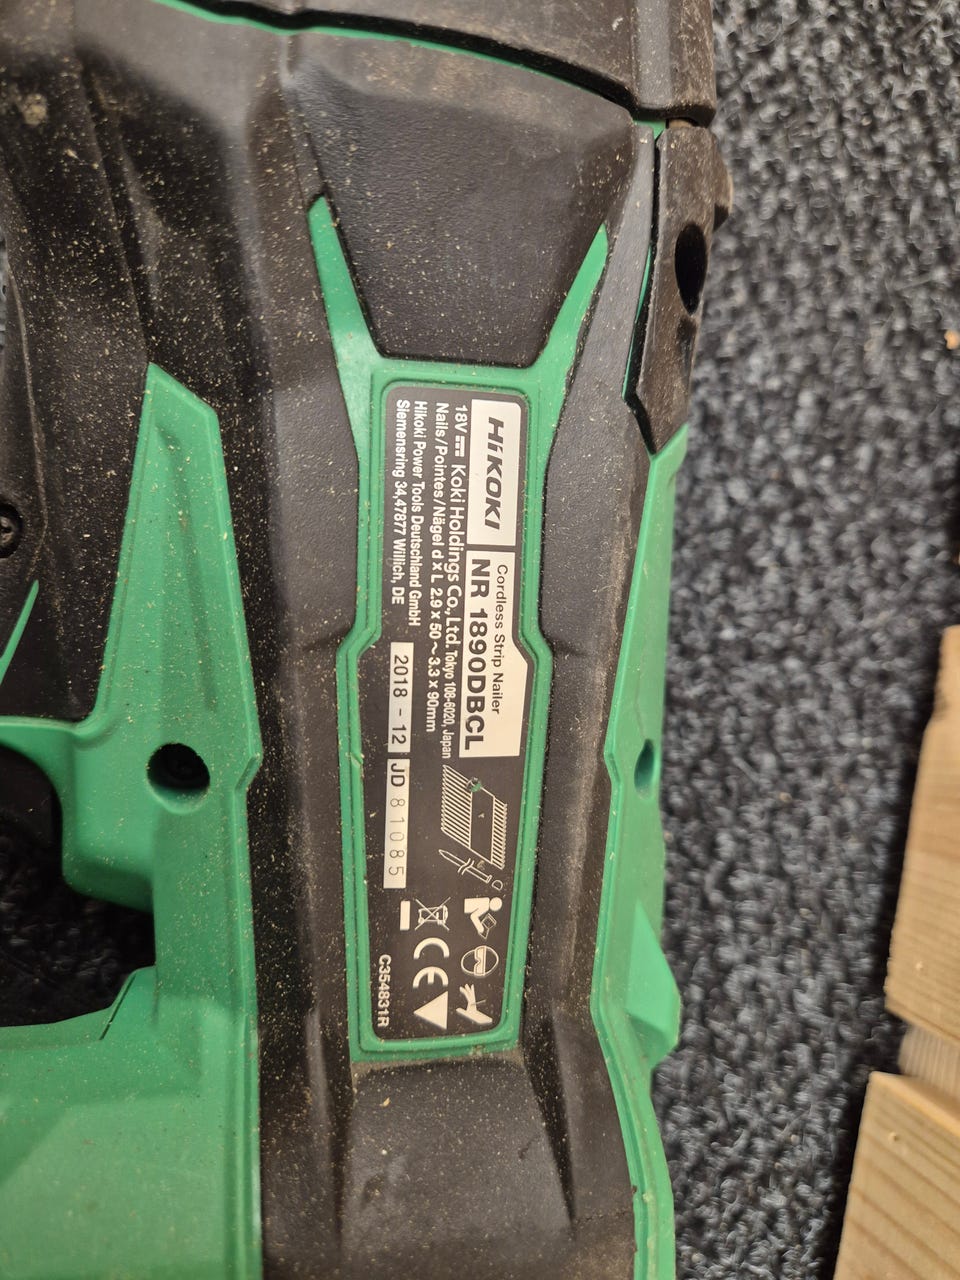 HiKOKI
Cordless Strip Nailer
NR 1890DBCL
18V Koki Holdings Co., Ltd. Tokyo 108-6020, Japan
Nails/Pointes/Nägel d x L 2.9 x 50~3.3 x 90mm
Hikoki Power Tools Deutschland GmbH
Siemensring 34, 47877 Willich, DE
2018 - 12 JD 81085
CE
C354831R